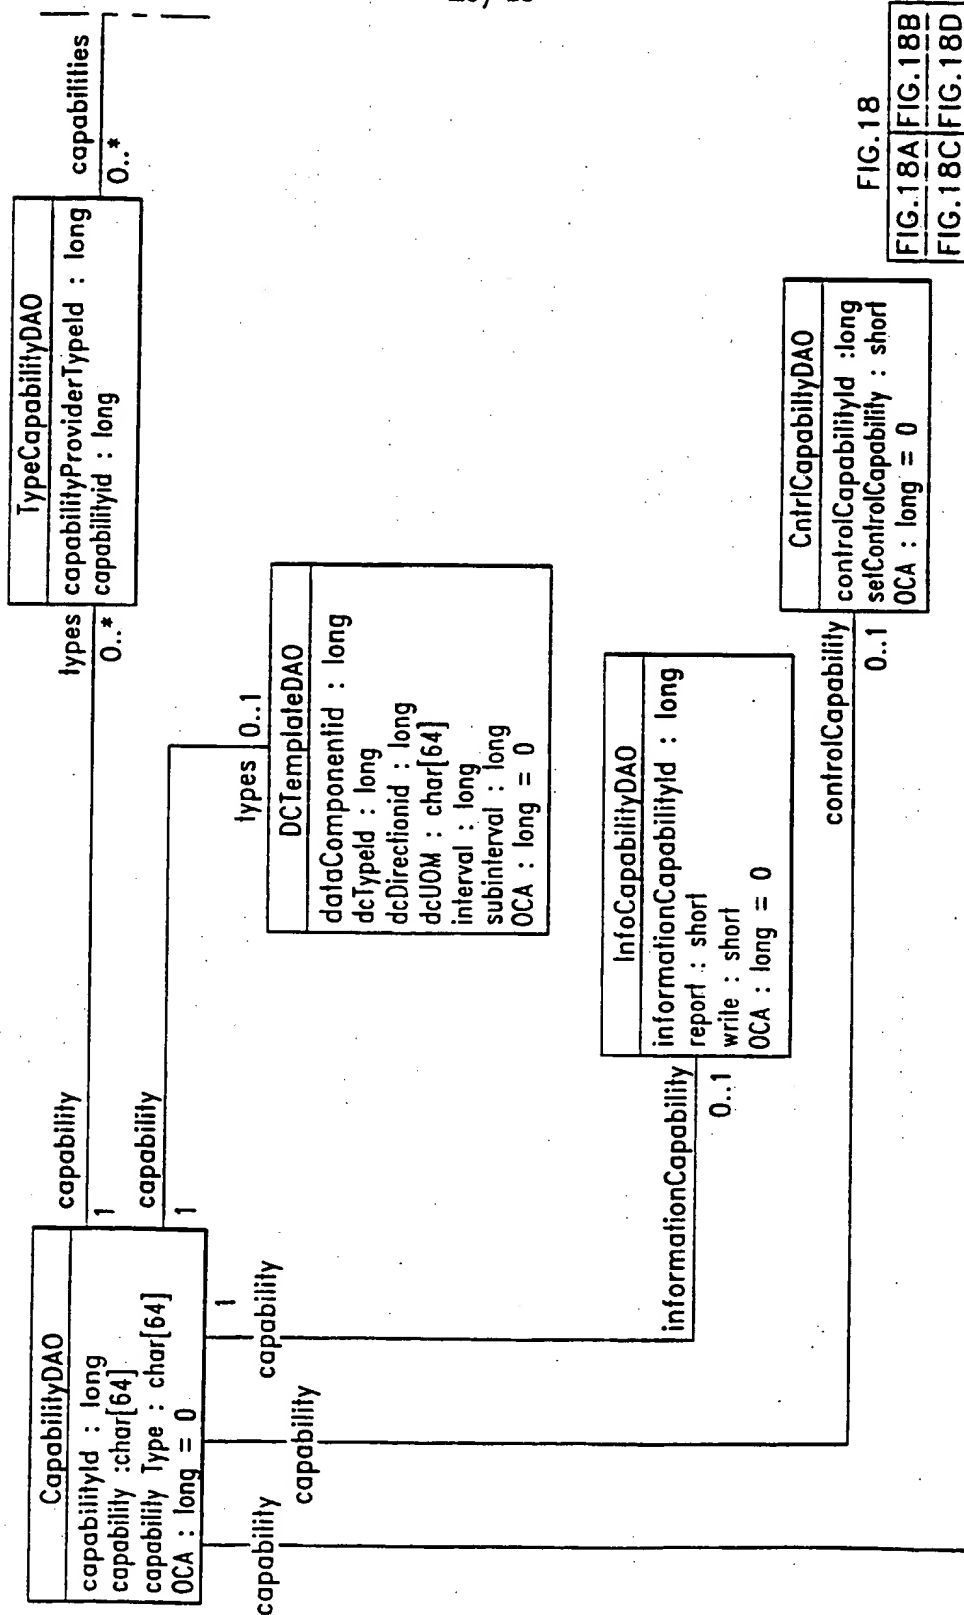 CapabilityDAO
capabilityId : long
capability :char[64]
capability Type : char[64]
OCA : long = 0
capability
1
types
0..*
TypeCapabilityDAO
capabilityProviderTypeId : long
capabilityid : long
capabilities
0..*
capability
1
types 0..1
DCTemplateDAO
dataComponentid : long
dcTypeId : long
dcDirectionid : long
dcUOM : char[64]
interval : long
subinterval : long
OCA : long = 0
1
capability
informationCapability
0..1
InfoCapabilityDAO
informationCapabilityId : long
report : short
write : short
OCA : long = 0
capability
controlCapability
0..1
CntrlCapabiltyDAO
controlCapabilityId :long
setControlCapability : short
OCA : long = 0
capability
FIG.18
FIG.18A FIG.18B
FIG.18C FIG.18D